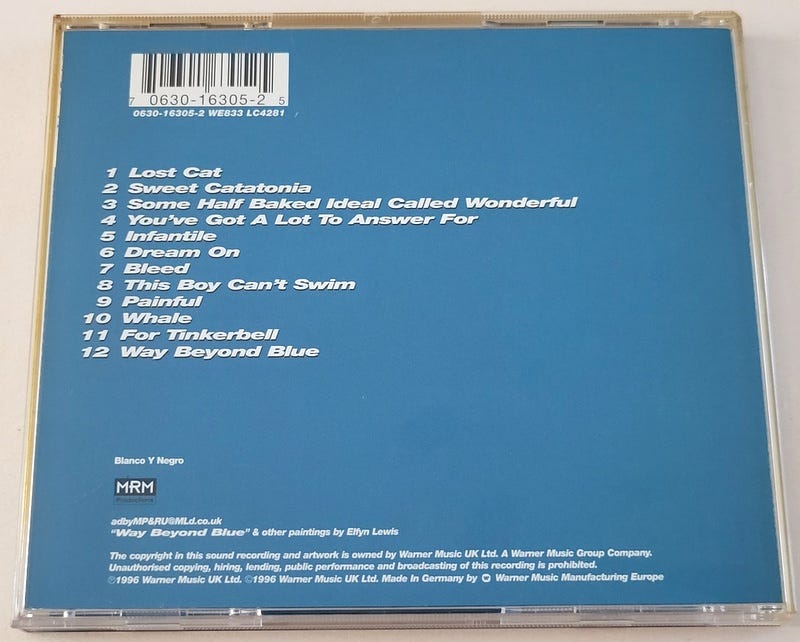 7 0630-16305-2 5
0630-16305-2 WE833 LC4281
1 Lost Cat
2 Sweet Catatonia
3 Some Half Baked Ideal Called Wonderful
4 You've Got A Lot To Answer For
5 Infantile
6 Dream On
7 Bleed
8 This Boy Can't Swim
9 Painful
10 Whale
11 For Tinkerbell
12 Way Beyond Blue
Blanco Y Negro
MRM
Productions
adbyMP&RU@MLd.co.uk
"Way Beyond Blue" & other paintings by Elfyn Lewis
The copyright in this sound recording and artwork is owned by Warner Music UK Ltd. A Warner Music Group Company.
Unauthorised copying, hiring, lending, public performance and broadcasting of this recording is prohibited.
℗1996 Warner Music UK Ltd. ©1996 Warner Music UK Ltd. Made In Germany by Warner Music Manufacturing Europe